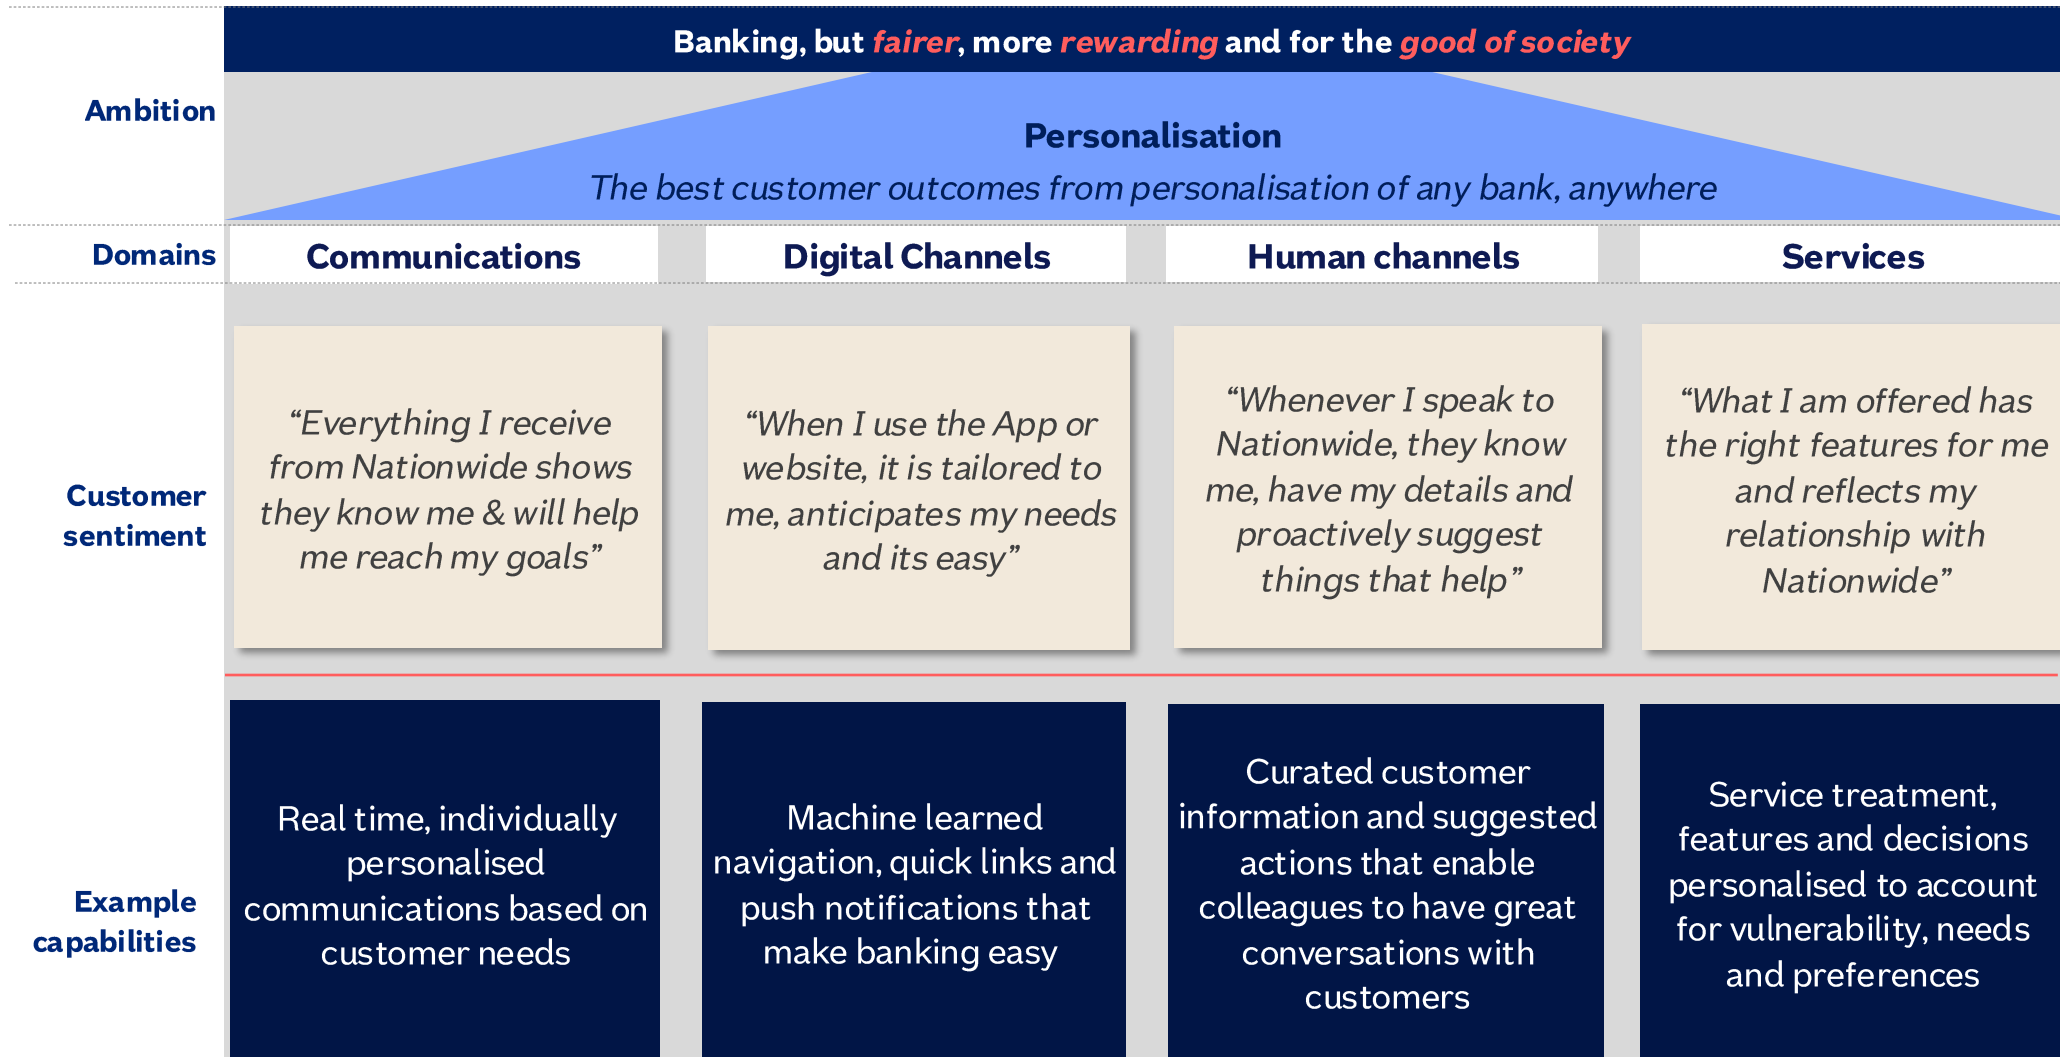 Banking, but fairer, more rewarding and for the good of society
Ambition
Personalisation
The best customer outcomes from personalisation of any bank, anywhere
Domains
Communications
Digital Channels
Human channels
Services
Customer
sentiment
“Everything I receive
from Nationwide shows
they know me & will help
me reach my goals”
“When I use the App or
website, it is tailored to
me, anticipates my needs
and its easy”
“Whenever I speak to
Nationwide, they know
me, have my details and
proactively suggest
things that help”
“What I am offered has
the right features for me
and reflects my
relationship with
Nationwide”
Example
capabilities
Real time, individually
personalised
communications based on
customer needs
Machine learned
navigation, quick links and
push notifications that
make banking easy
Curated customer
information and suggested
actions that enable
colleagues to have great
conversations with
customers
Service treatment,
features and decisions
personalised to account
for vulnerability, needs
and preferences